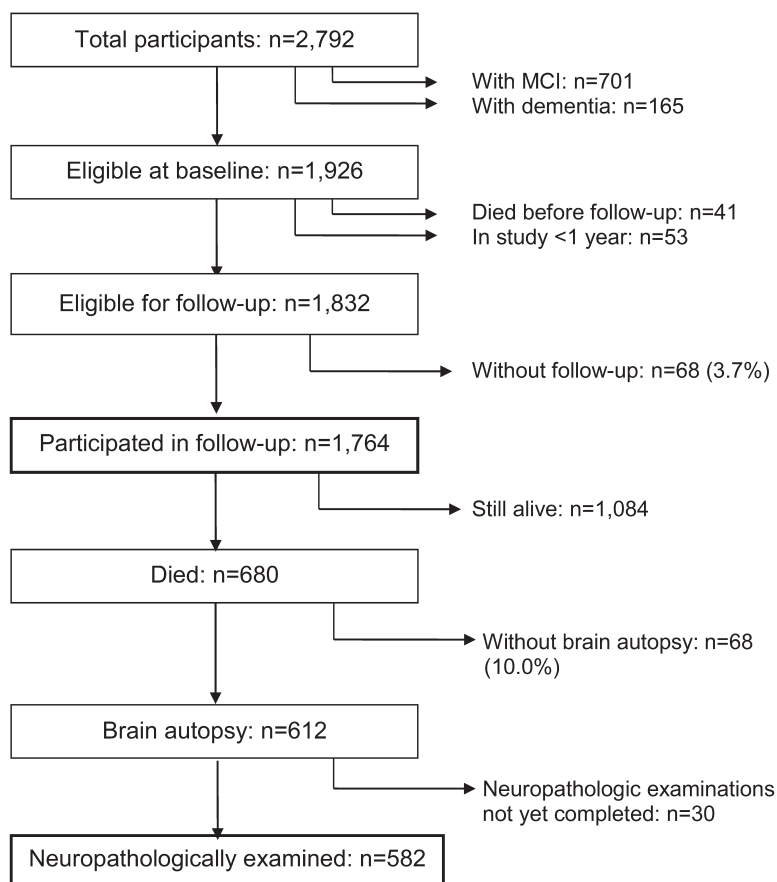 Total participants: n=2,792
With MCI: n=701
With dementia: n=165
Eligible at baseline: n=1,926
Died before follow-up: n=41
In study <1 year: n=53
Eligible for follow-up: n=1,832
Without follow-up: n=68 (3.7%)
Participated in follow-up: n=1,764
Still alive: n=1,084
Died: n=680
Without brain autopsy: n=68
(10.0%)
Brain autopsy: n=612
Neuropathologic examinations
not yet completed: n=30
Neuropathologically examined: n=582